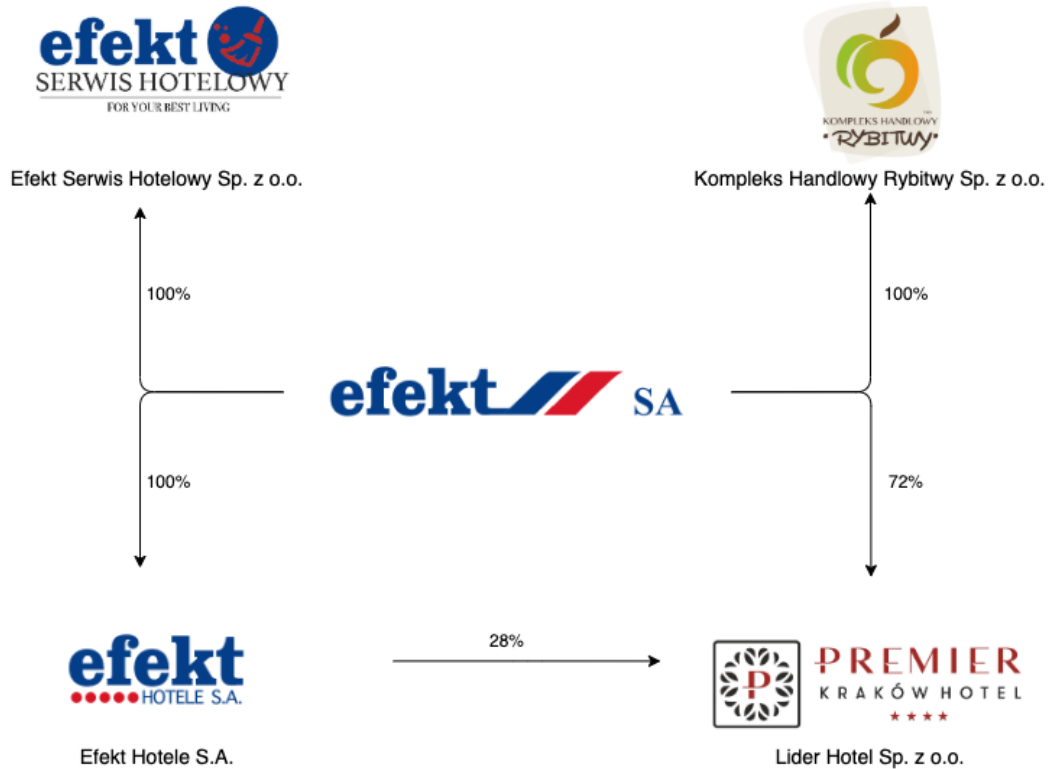 efekt
SERWIS HOTELOWY
FOR YOUR BEST LIVING
Efekt Serwis Hotelowy Sp. z o.o.
KOMPLEKS HANDLOWY
•RYBITWY•
Kompleks Handlowy Rybitwy Sp. z o.o.
100%
100%
efekt SA
100%
72%
28%
efekt
HOTELE S.A.
Efekt Hotele S.A.
P
PREMIER
KRAKÓW HOTEL
★★★★
Lider Hotel Sp. z o.o.